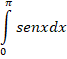 ∫₀^π senxdx